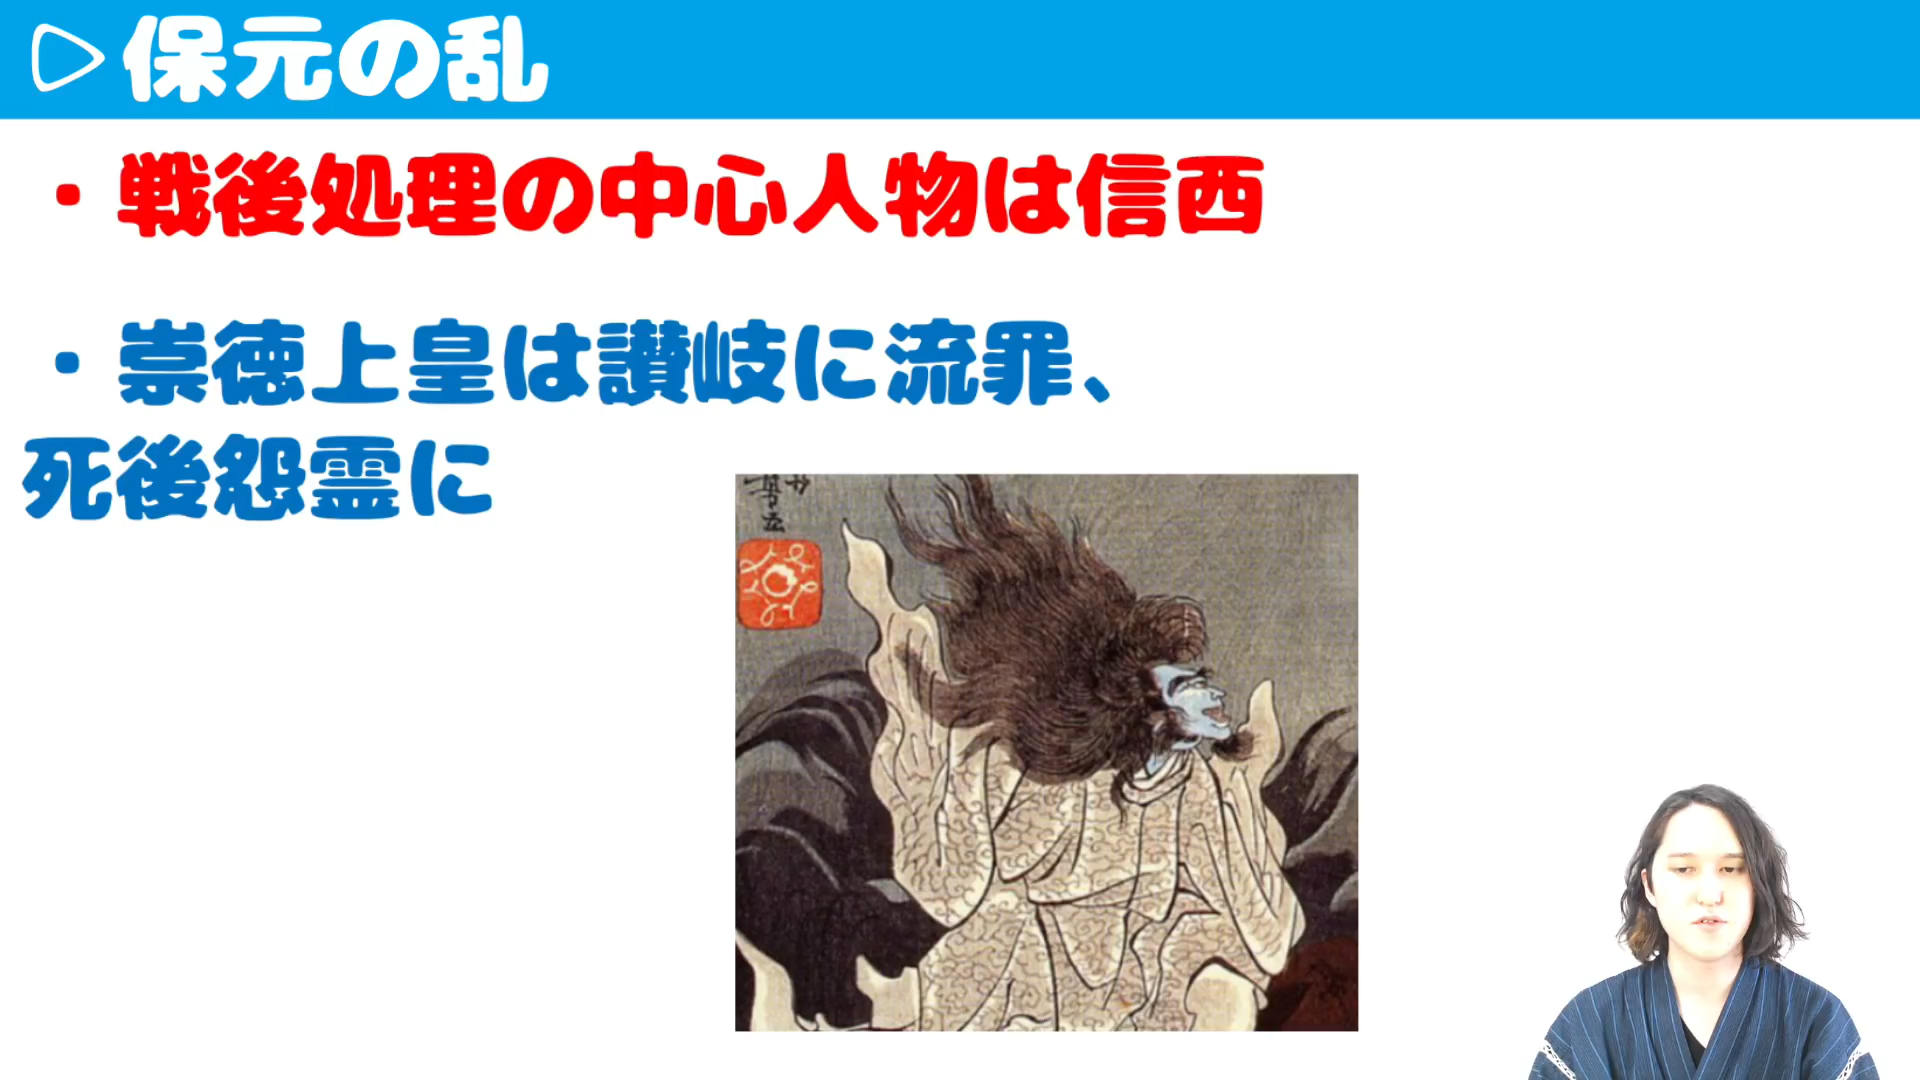 保元の乱
・戦後処理の中心人物は信西
・崇徳上皇は讃岐に流罪、
死後怨霊に